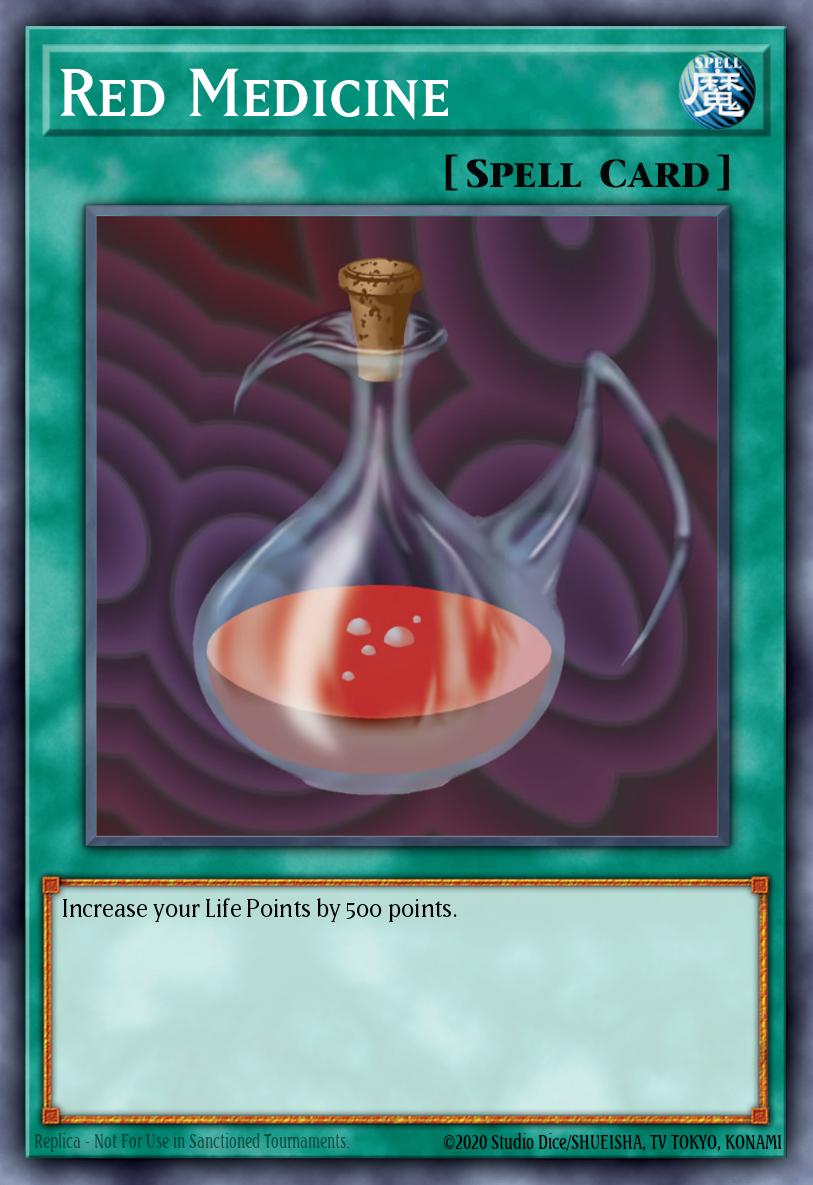 Red Medicine
SPELL
魔
[Spell Card]
Increase your Life Points by 500 points.
Replica - Not For Use in Sanctioned Tournaments.
©2020 Studio Dice/SHUEISHA, TV TOKYO, KONAMI